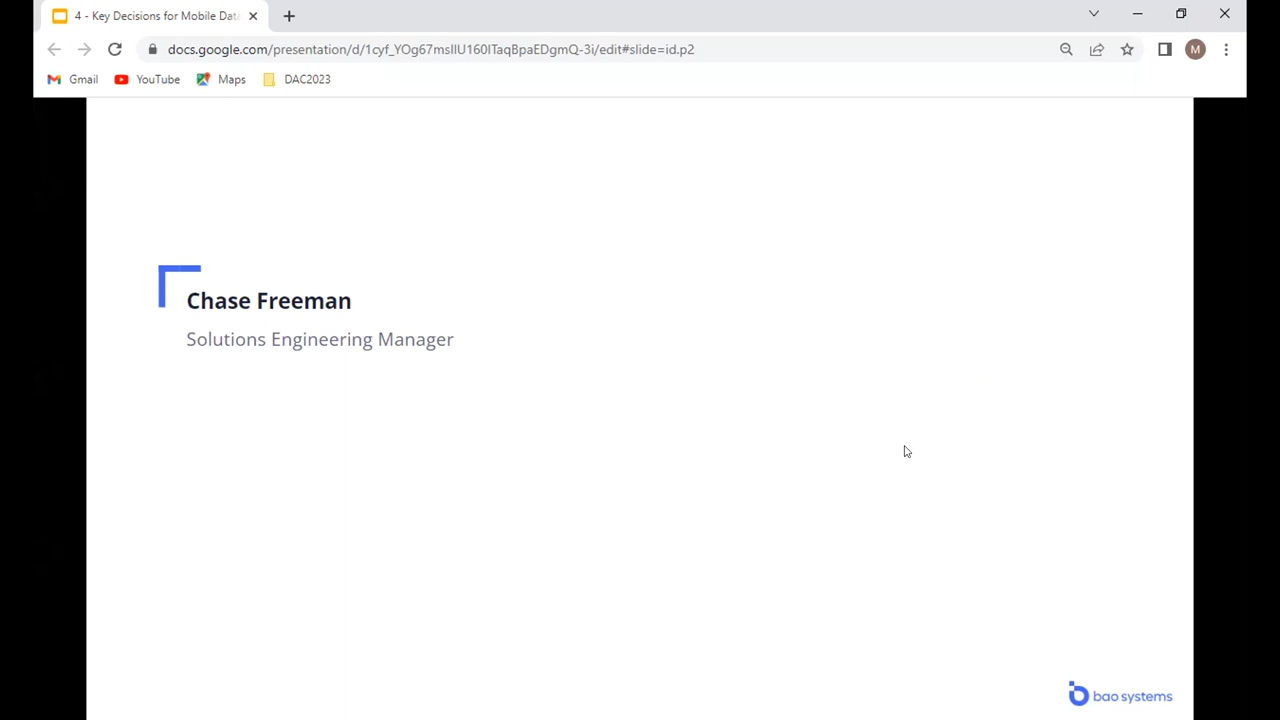 4 - Key Decisions for Mobile Data
docs.google.com/presentation/d/1cyf_YOg67msIlU160ITaqBpaEDgmQ-3i/edit#slide=id.p2
M
Gmail
YouTube
Maps
DAC2023
Chase Freeman
Solutions Engineering Manager
bao systems